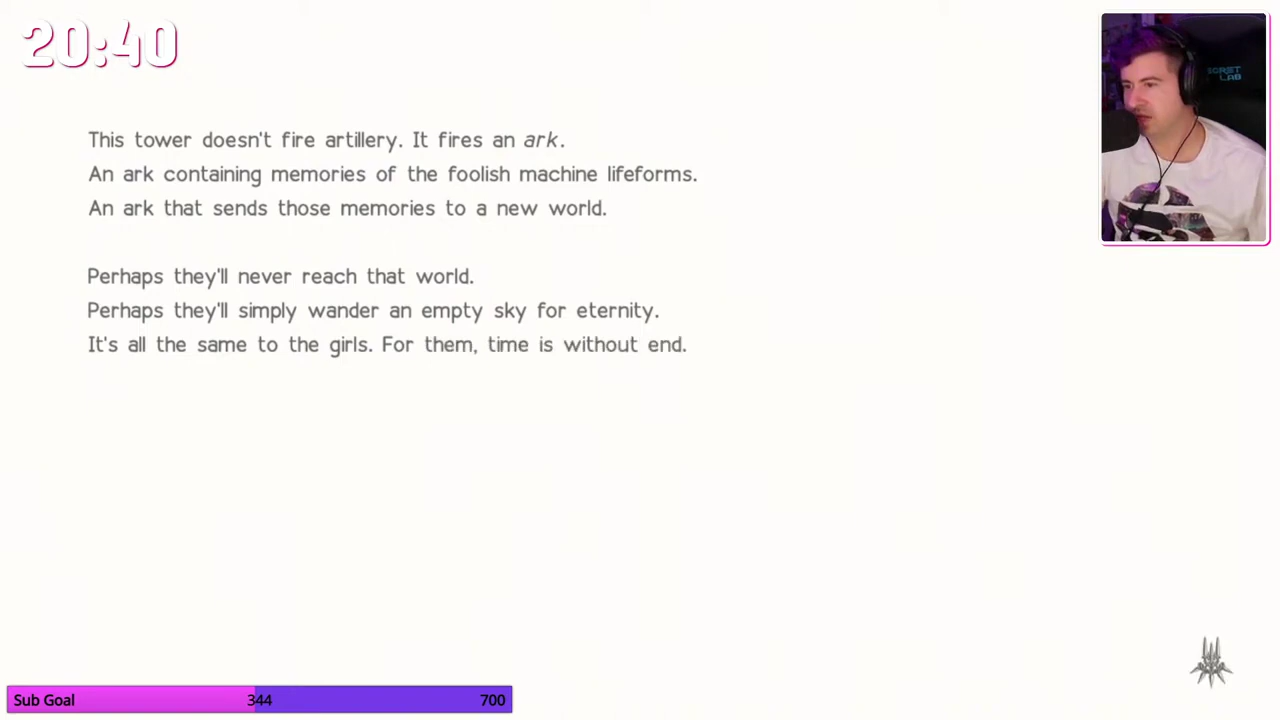 20:40
SECRET
LAB
This tower doesn't fire artillery. It fires an ark.
An ark containing memories of the foolish machine lifeforms.
An ark that sends those memories to a new world.
Perhaps they'll never reach that world.
Perhaps they'll simply wander an empty sky for eternity.
It's all the same to the girls. For them, time is without end.
Sub Goal 344 700